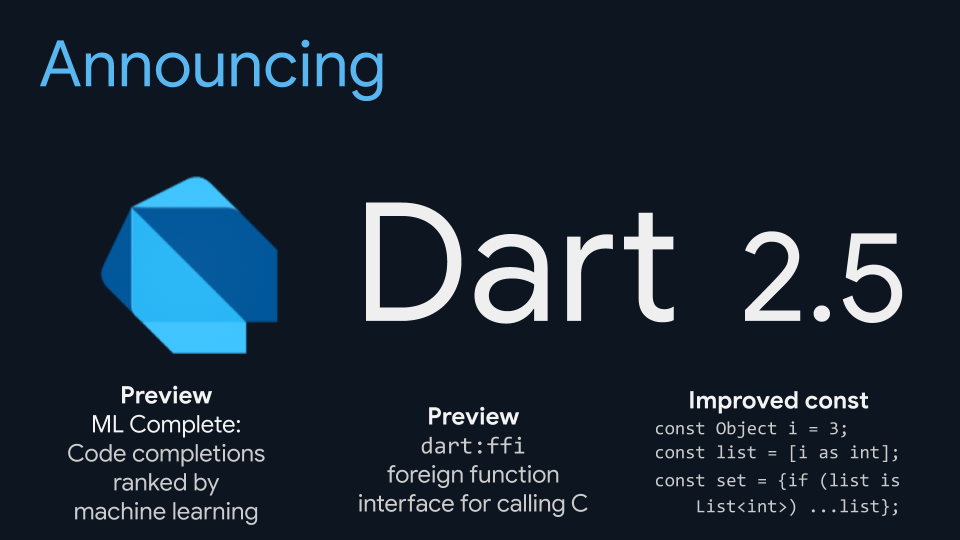 Announcing
Dart 2.5
Preview
ML Complete:
Code completions
ranked by
machine learning
Preview
dart:ffi
foreign function
interface for calling C
Improved const
const Object i = 3;
const list = [i as int];
const set = {if (list is
List<int>) ...list};